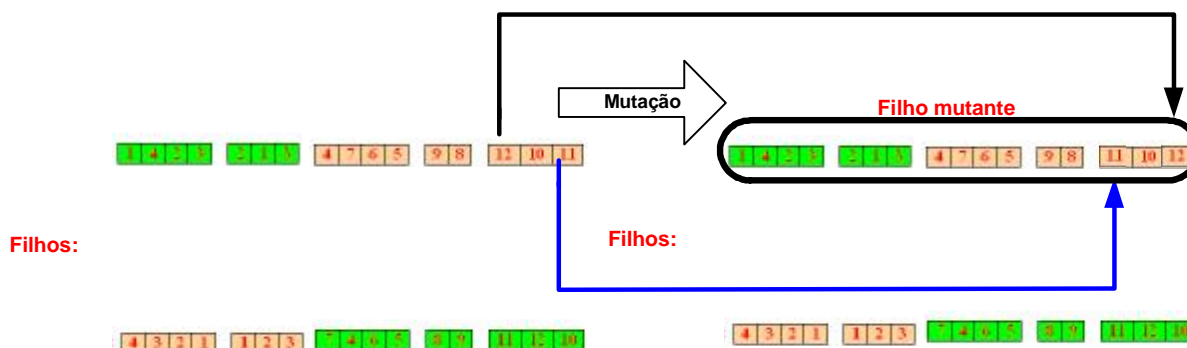 Mutação
Filho mutante
1 4 2 3 2 1 3 4 7 6 5 9 8 12 10 11
1 4 2 3 2 1 3 4 7 6 5 9 8 11 10 12
Filhos:
Filhos:
4 3 2 1 1 2 3 7 4 6 5 8 9 11 12 10
4 3 2 1 1 2 3 7 4 6 5 8 9 11 12 10